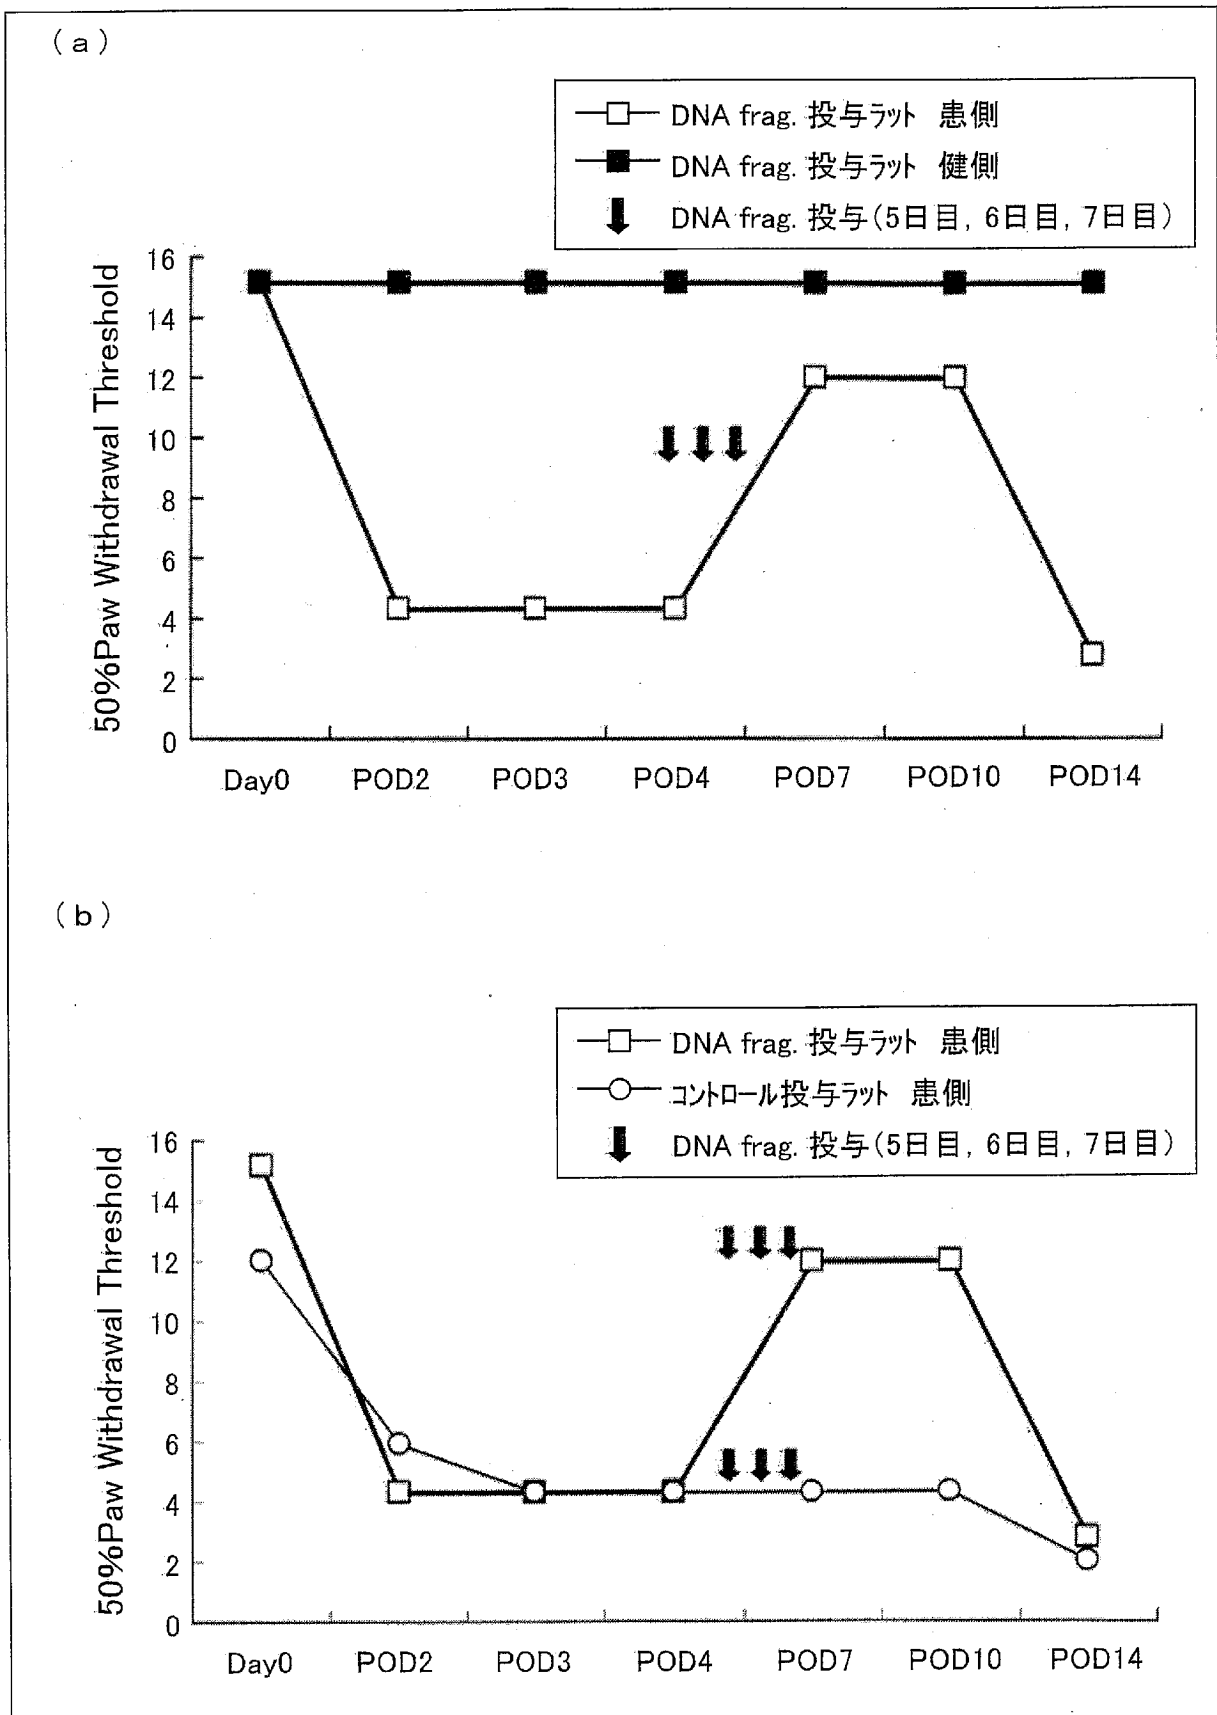 (a)
DNA frag. 投与ラット 患側
DNA frag. 投与ラット 健側
DNA frag. 投与(5日目, 6日目, 7日目)
50%Paw Withdrawal Threshold
16
14
12
10
8
6
4
2
0
Day0 POD2 POD3 POD4 POD7 POD10 POD14
(b)
DNA frag. 投与ラット 患側
コントロール投与ラット 患側
DNA frag. 投与(5日目, 6日目, 7日目)
50%Paw Withdrawal Threshold
16
14
12
10
8
6
4
2
0
Day0 POD2 POD3 POD4 POD7 POD10 POD14